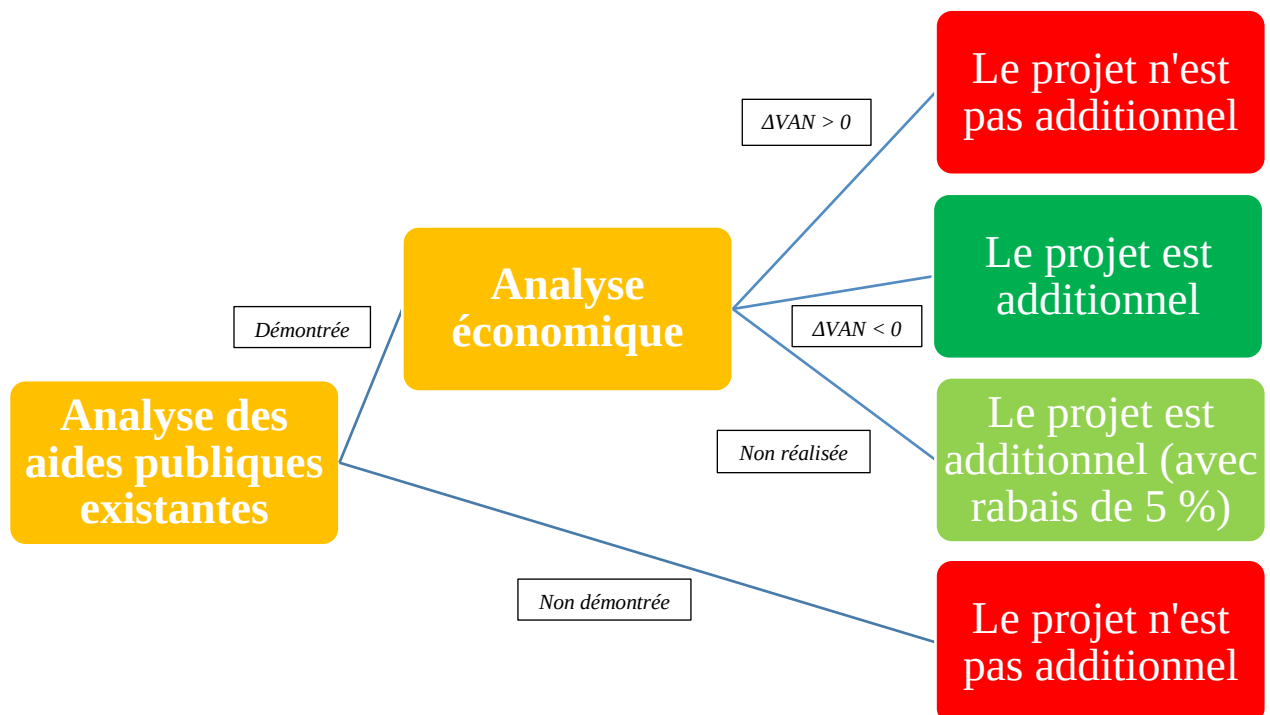 Analyse des
aides publiques
existantes
Démontrée
Non démontrée
Analyse
économique
ΔVAN > 0
ΔVAN < 0
Non réalisée
Le projet n'est
pas additionnel
Le projet est
additionnel
Le projet est
additionnel (avec
rabais de 5 %)
Le projet n'est
pas additionnel